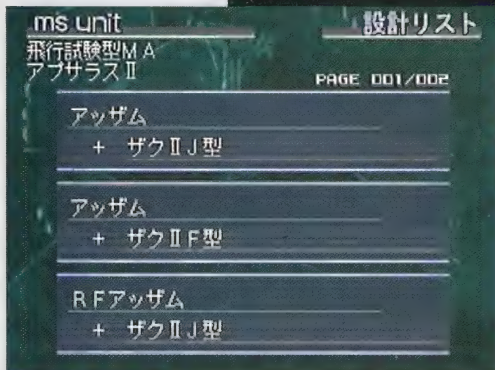 ms unit
設計リスト
飛行試験型MA
アプサラスⅡ
PAGE 001/002
アッザム
+ ザクⅡJ型
アッザム
+ ザクⅡF型
RFアッザム
+ ザクⅡJ型